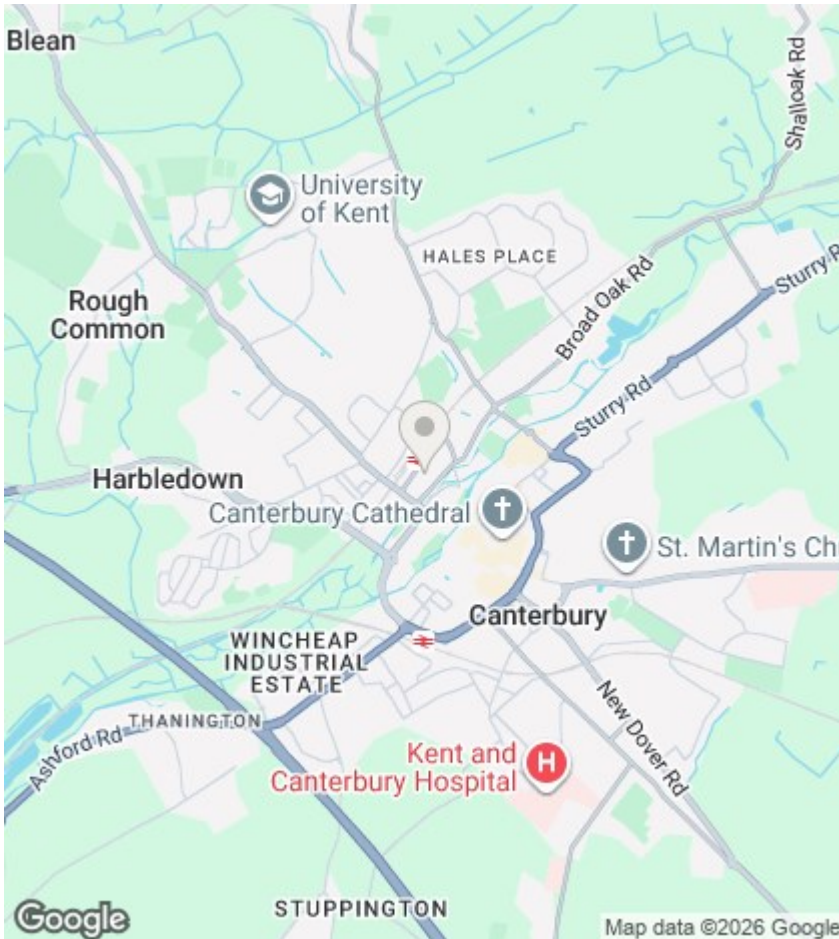 Blean
Shalloak Rd
University
of Kent
HALES PLACE
Broad Oak Rd
Sturry R
Rough
Common
Sturry Rd
Harbledown
Canterbury Cathedral
St. Martin's Ch
Canterbury
WINCHEAP
INDUSTRIAL
ESTATE
THANINGTON
Ashford Rd
New Dover Rd
Kent and
Canterbury Hospital
H
STUPPINGTON
Google
Map data ©2026 Google